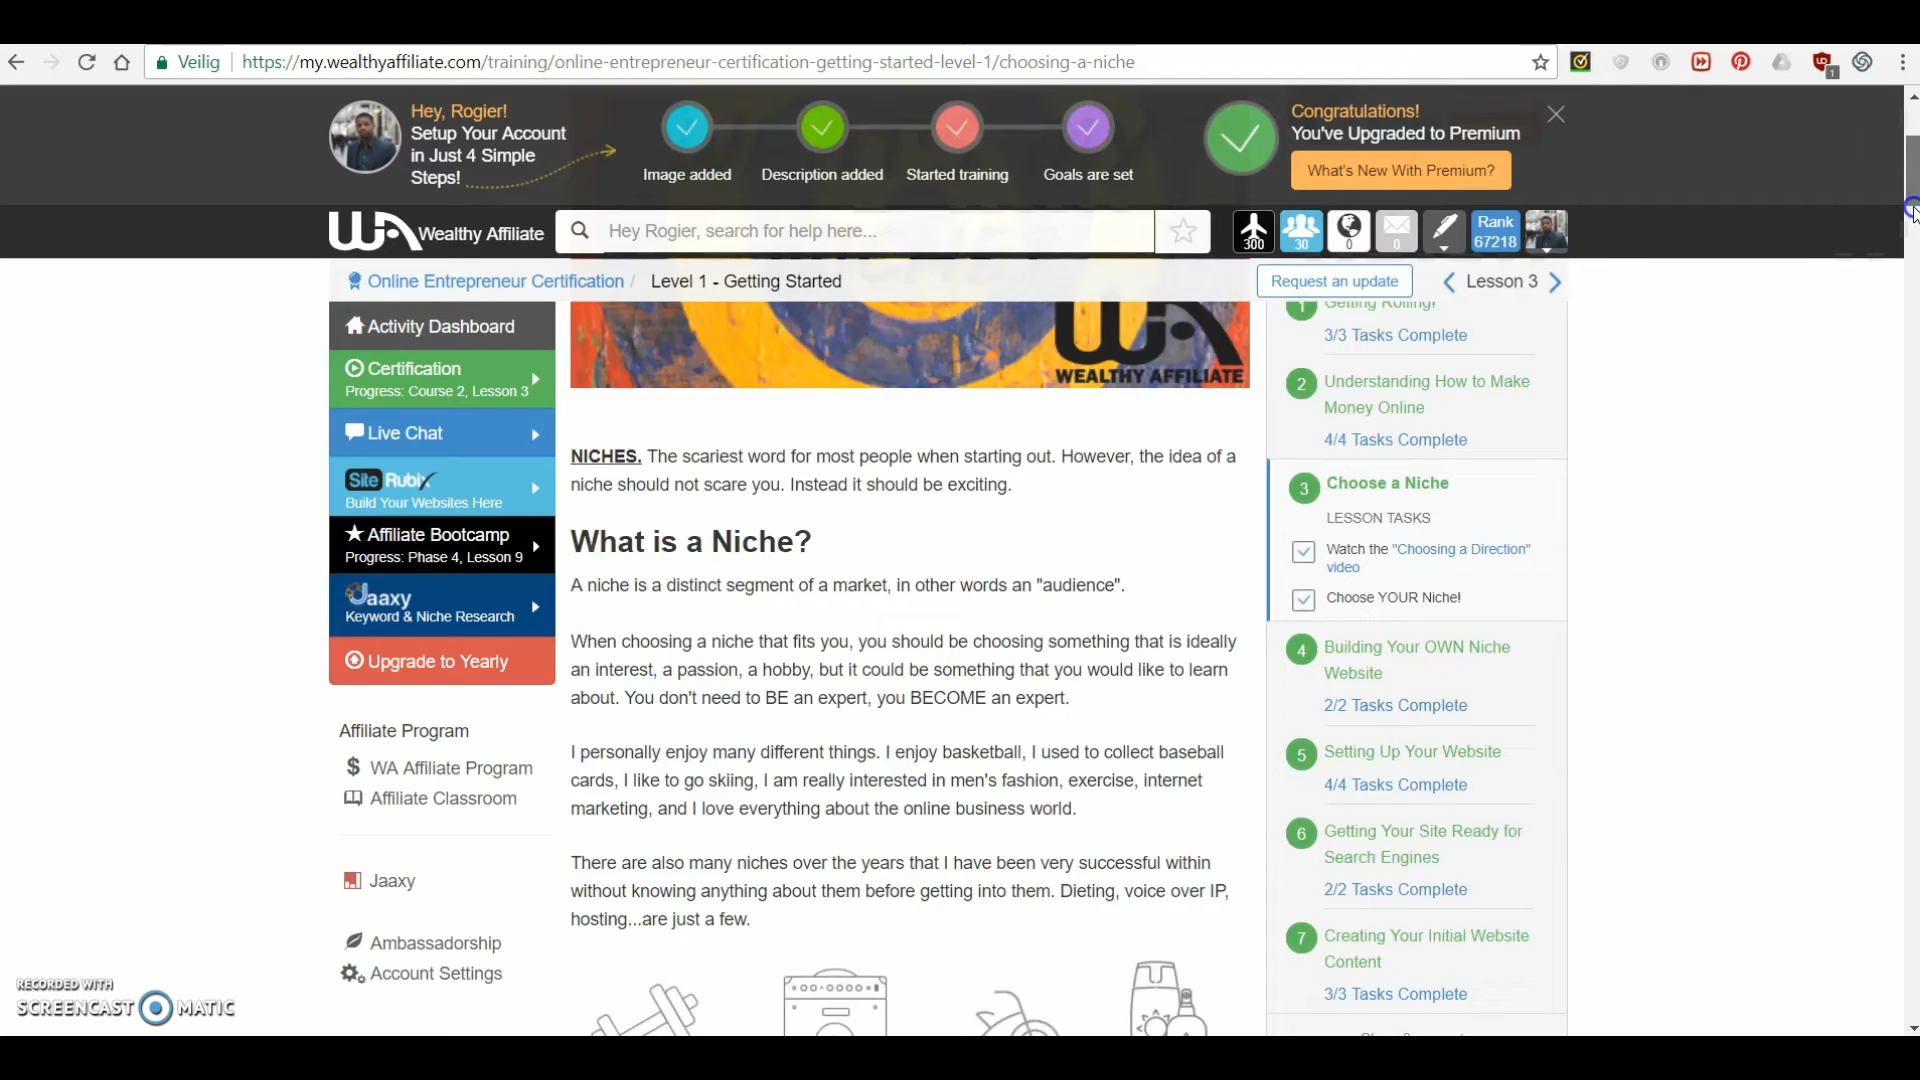 Veilig
https://my.wealthyaffiliate.com/training/online-entrepreneur-certification-getting-started-level-1/choosing-a-niche
1
Hey, Rogier!
Setup Your Account
in Just 4 Simple
Steps!
Image added
Description added
Started training
Goals are set
Congratulations!
You've Upgraded to Premium
What's New With Premium?
WA Wealthy Affiliate
Hey Rogier, search for help here...
300
30
0
0
Rank
67218
Online Entrepreneur Certification /
Level 1 - Getting Started
Request an update
Lesson 3
Activity Dashboard
Certification
Progress: Course 2, Lesson 3
Live Chat
Site Rubix
Build Your Websites Here
Affiliate Bootcamp
Progress: Phase 4, Lesson 9
Jaaxy
Keyword & Niche Research
Upgrade to Yearly
Affiliate Program
WA Affiliate Program
Affiliate Classroom
Jaaxy
Ambassadorship
Account Settings
WA
WEALTHY AFFILIATE
NICHES. The scariest word for most people when starting out. However, the idea of a
niche should not scare you. Instead it should be exciting.
What is a Niche?
A niche is a distinct segment of a market, in other words an "audience".
When choosing a niche that fits you, you should be choosing something that is ideally
an interest, a passion, a hobby, but it could be something that you would like to learn
about. You don't need to BE an expert, you BECOME an expert.
I personally enjoy many different things. I enjoy basketball, I used to collect baseball
cards, I like to go skiing, I am really interested in men's fashion, exercise, internet
marketing, and I love everything about the online business world.
There are also many niches over the years that I have been very successful within
without knowing anything about them before getting into them. Dieting, voice over IP,
hosting...are just a few.
1
Getting Rolling!
3/3 Tasks Complete
2
Understanding How to Make
Money Online
4/4 Tasks Complete
3
Choose a Niche
LESSON TASKS
Watch the "Choosing a Direction"
video
Choose YOUR Niche!
4
Building Your OWN Niche
Website
2/2 Tasks Complete
5
Setting Up Your Website
4/4 Tasks Complete
6
Getting Your Site Ready for
Search Engines
2/2 Tasks Complete
7
Creating Your Initial Website
Content
3/3 Tasks Complete
RECORDED WITH
SCREENCAST MATIC